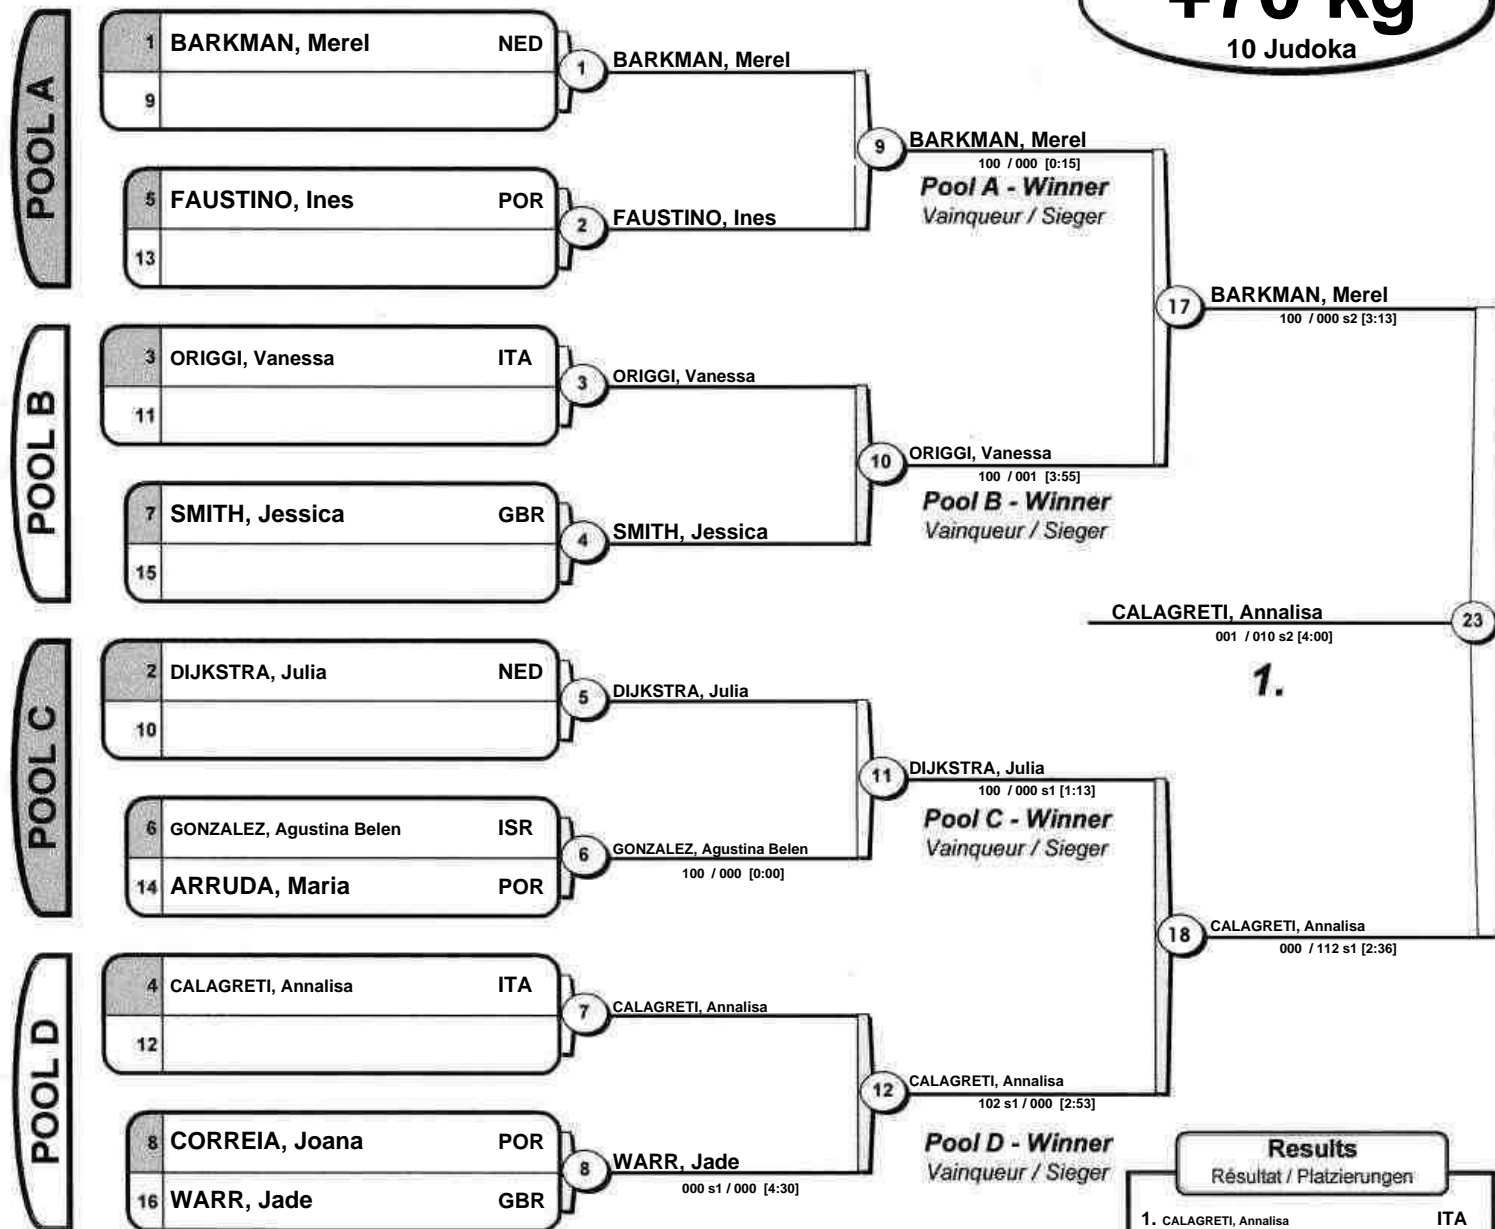 +70 kg
10 Judoka
POOL A
1 BARKMAN, Merel NED
9
1 BARKMAN, Merel
5 FAUSTINO, Ines POR
13
2 FAUSTINO, Ines
9 BARKMAN, Merel
100 / 000 [0:15]
Pool A - Winner
Vainqueur / Sieger
POOL B
3 ORIGGI, Vanessa ITA
11
3 ORIGGI, Vanessa
7 SMITH, Jessica GBR
15
4 SMITH, Jessica
10 ORIGGI, Vanessa
100 / 001 [3:55]
Pool B - Winner
Vainqueur / Sieger
17 BARKMAN, Merel
100 / 000 s2 [3:13]
CALAGRETI, Annalisa 23
001 / 010 s2 [4:00]
1.
POOL C
2 DIJKSTRA, Julia NED
10
5 DIJKSTRA, Julia
6 GONZALEZ, Agustina Belen ISR
14 ARRUDA, Maria POR
6 GONZALEZ, Agustina Belen
100 / 000 [0:00]
11 DIJKSTRA, Julia
100 / 000 s1 [1:13]
Pool C - Winner
Vainqueur / Sieger
18 CALAGRETI, Annalisa
000 / 112 s1 [2:36]
POOL D
4 CALAGRETI, Annalisa ITA
12
7 CALAGRETI, Annalisa
8 CORREIA, Joana POR
16 WARR, Jade GBR
8 WARR, Jade
000 s1 / 000 [4:30]
12 CALAGRETI, Annalisa
102 s1 / 000 [2:53]
Pool D - Winner
Vainqueur / Sieger
Results
Résultat / Platzierungen
1. CALAGRETI, Annalisa ITA